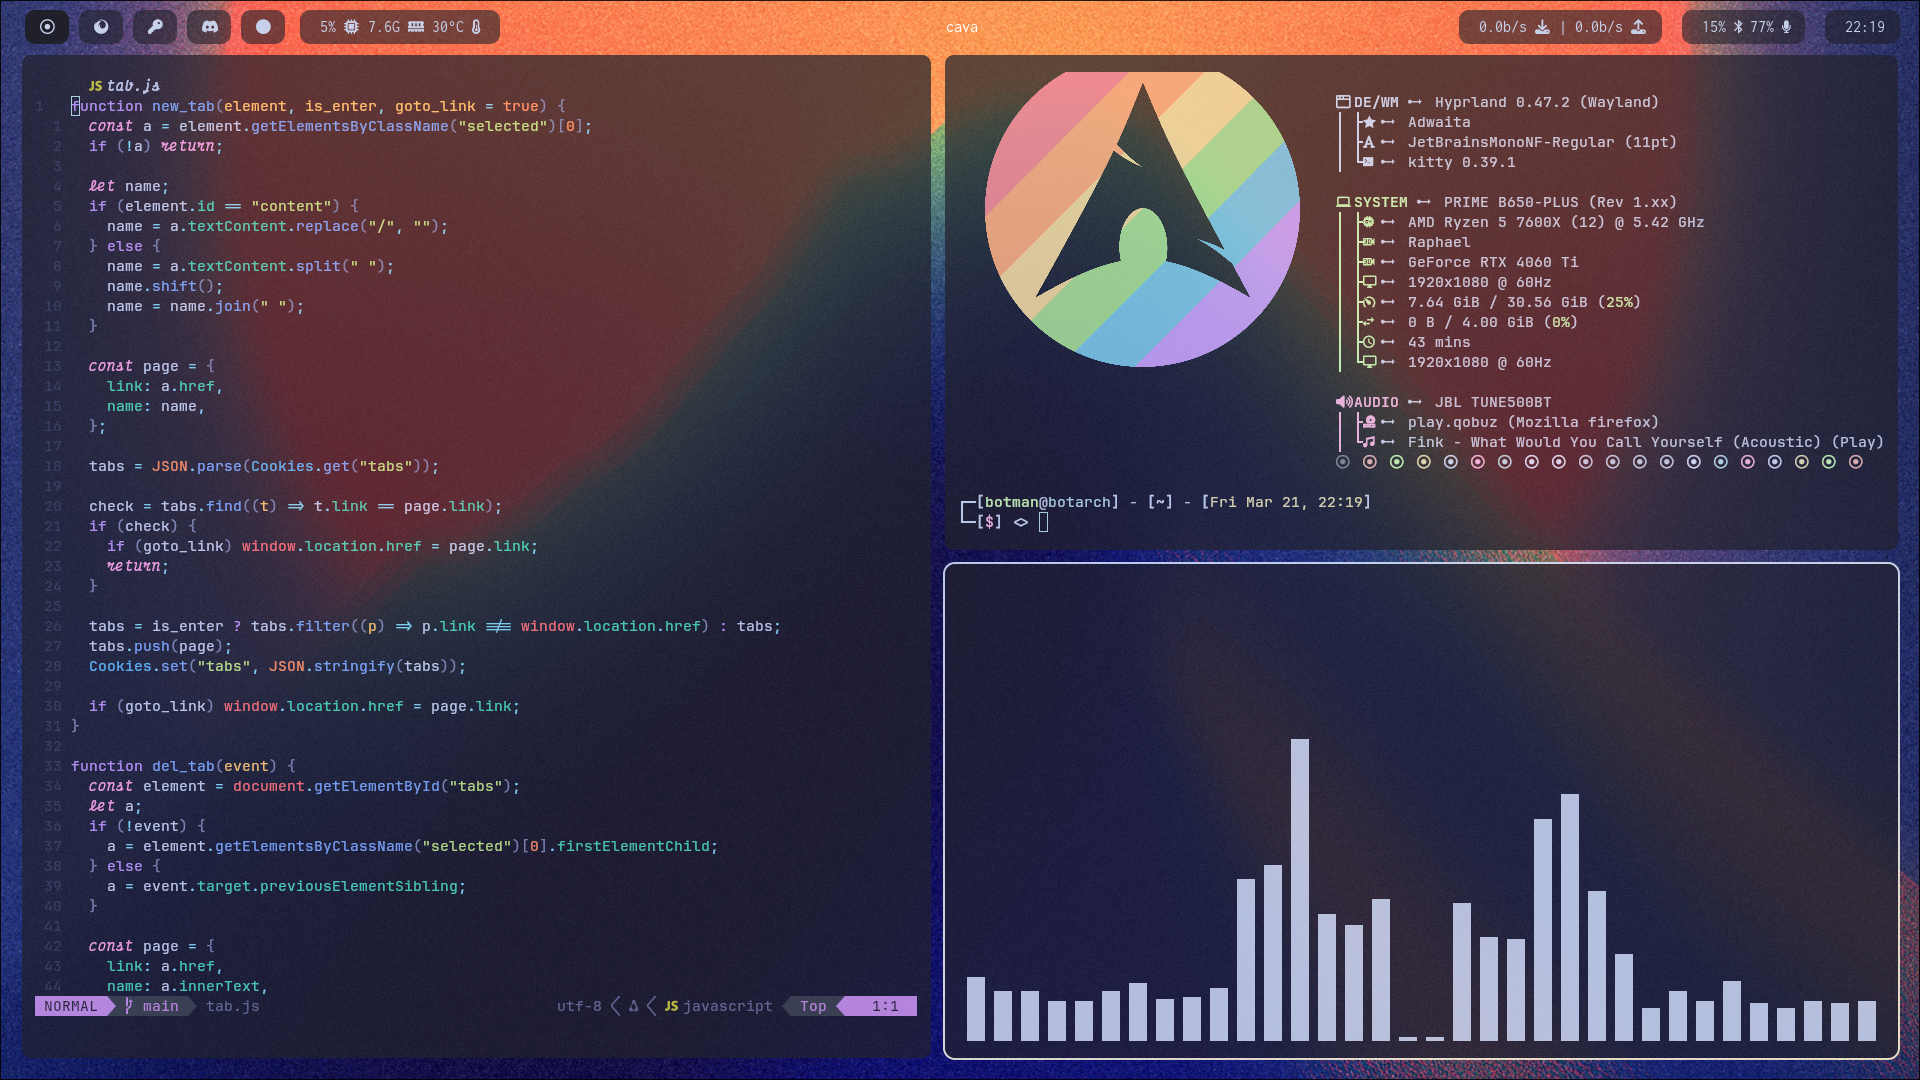 5% 7.6G 30°C
cava
0.0b/s | 0.0b/s
15% 77%
22:19
JS tab.js
1 function new_tab(element, is_enter, goto_link = true) {
1 const a = element.getElementsByClassName("selected")[0];
2 if (!a) return;
3
4 let name;
5 if (element.id == "content") {
6 name = a.textContent.replace("/", "");
7 } else {
8 name = a.textContent.split(" ");
9 name.shift();
10 name = name.join(" ");
11 }
12
13 const page = {
14 link: a.href,
15 name: name,
16 };
17
18 tabs = JSON.parse(Cookies.get("tabs"));
19
20 check = tabs.find((t) => t.link == page.link);
21 if (check) {
22 if (goto_link) window.location.href = page.link;
23 return;
24 }
25
26 tabs = is_enter ? tabs.filter((p) => p.link !== window.location.href) : tabs;
27 tabs.push(page);
28 Cookies.set("tabs", JSON.stringify(tabs));
29
30 if (goto_link) window.location.href = page.link;
31 }
32
33 function del_tab(event) {
34 const element = document.getElementById("tabs");
35 let a;
36 if (!event) {
37 a = element.getElementsByClassName("selected")[0].firstElementChild;
38 } else {
39 a = event.target.previousElementSibling;
40 }
41
42 const page = {
43 link: a.href,
44 name: a.innerText,
NORMAL main tab.js utf-8 JS javascript Top 1:1
DE/WM Hyprland 0.47.2 (Wayland)
Adwaita
JetBrainsMonoNF-Regular (11pt)
kitty 0.39.1
SYSTEM PRIME B650-PLUS (Rev 1.xx)
AMD Ryzen 5 7600X (12) @ 5.42 GHz
Raphael
GeForce RTX 4060 Ti
1920x1080 @ 60Hz
7.64 GiB / 30.56 GiB (25%)
0 B / 4.00 GiB (0%)
43 mins
1920x1080 @ 60Hz
AUDIO JBL TUNE500BT
play.qobuz (Mozilla firefox)
Fink - What Would You Call Yourself (Acoustic) (Play)
[botman@botarch] - [~] - [Fri Mar 21, 22:19]
[$] <>